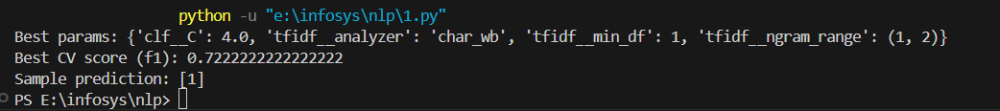 python -u "e:\infosys\nlp\1.py"
Best params: {'clf__C': 4.0, 'tfidf__analyzer': 'char_wb', 'tfidf__min_df': 1, 'tfidf__ngram_range': (1, 2)}
Best CV score (f1): 0.7222222222222222
Sample prediction: [1]
PS E:\infosys\nlp>